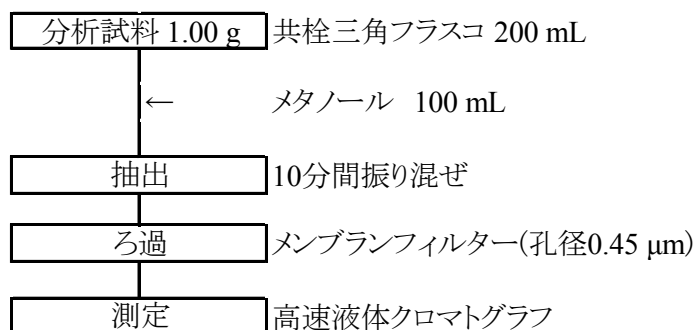 分析試料 1.00 g 共栓三角フラスコ 200 mL
← メタノール 100 mL
抽出 10分間振り混ぜ
ろ過 メンブランフィルター(孔径0.45 μm)
測定 高速液体クロマトグラフ